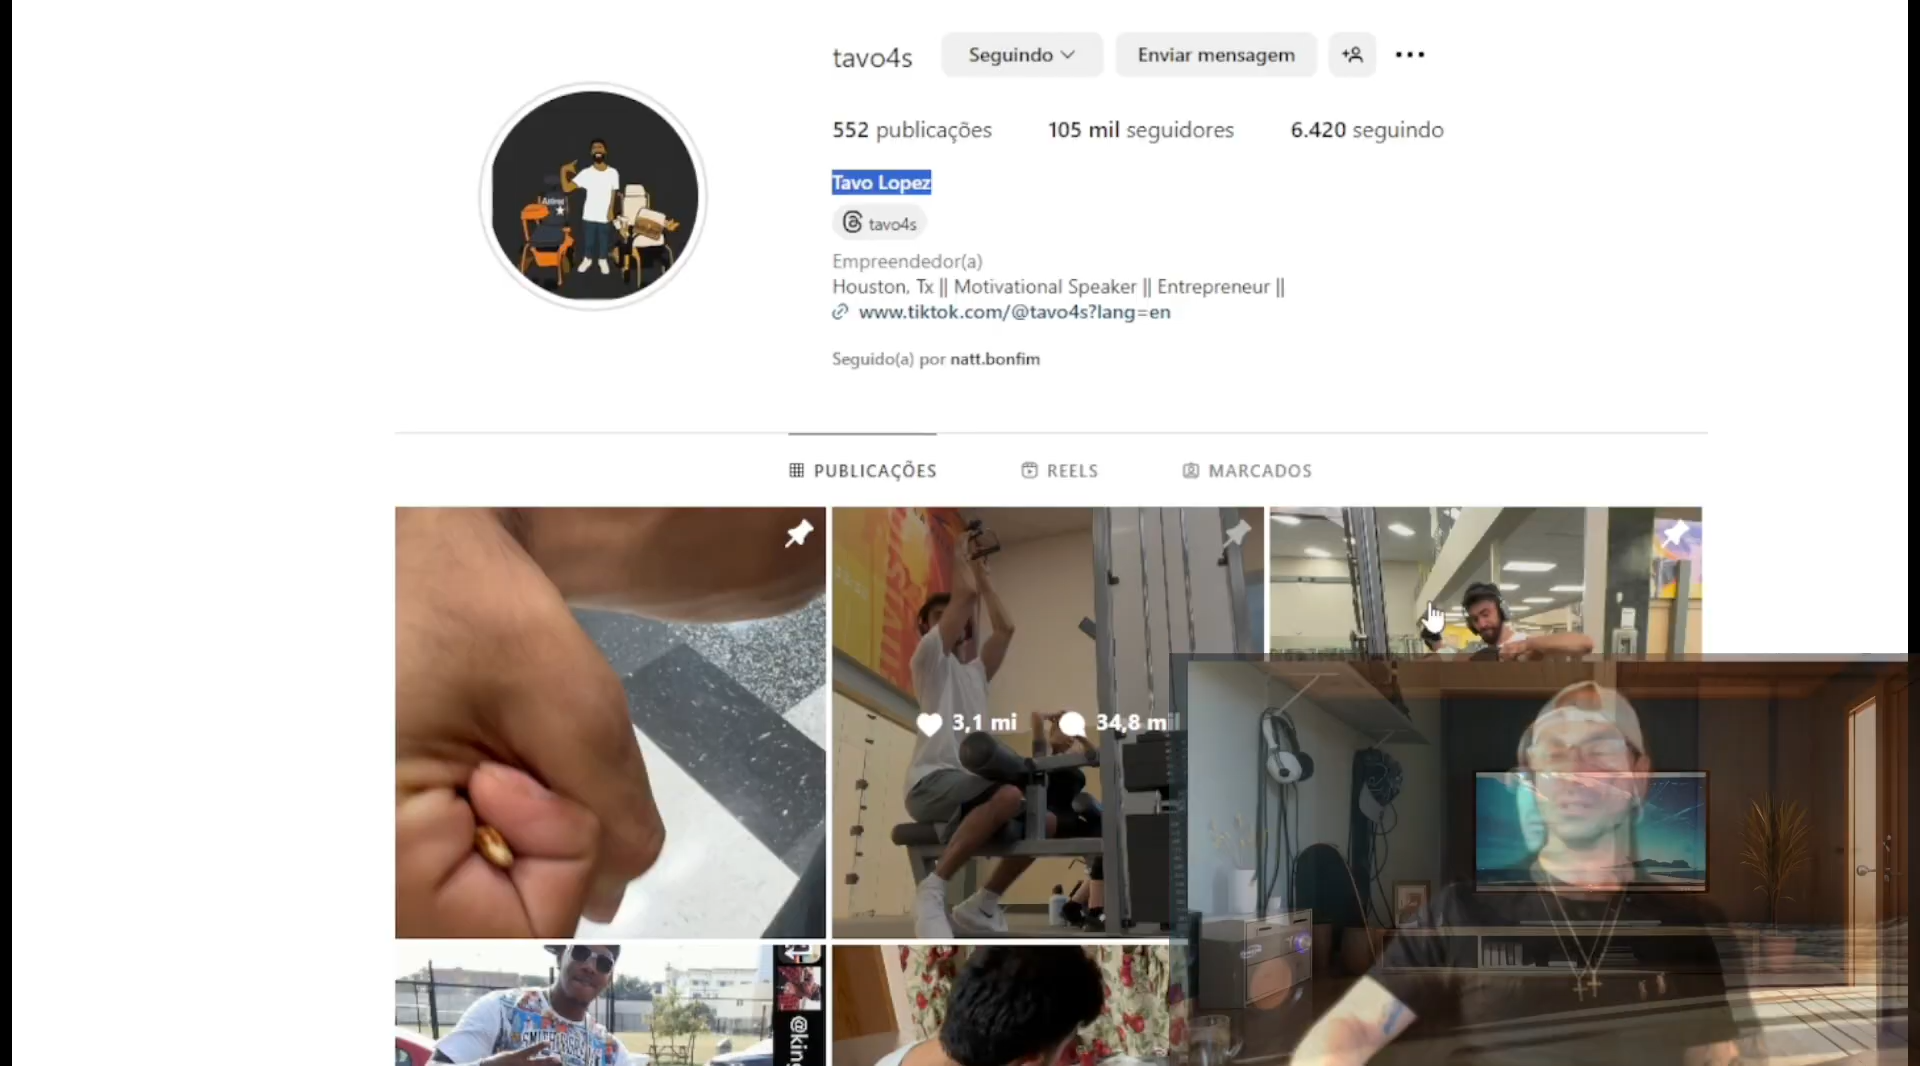 tavo4s
Seguindo
Enviar mensagem
552 publicações
105 mil seguidores
6.420 seguindo
Tavo Lopez
tavo4s
Empreendedor(a)
Houston, Tx || Motivational Speaker || Entrepreneur ||
www.tiktok.com/@tavo4s?lang=en
Seguido(a) por natt.bonfim
PUBLICAÇÕES
REELS
MARCADOS
3,1 mi
34,8 mil
@kin